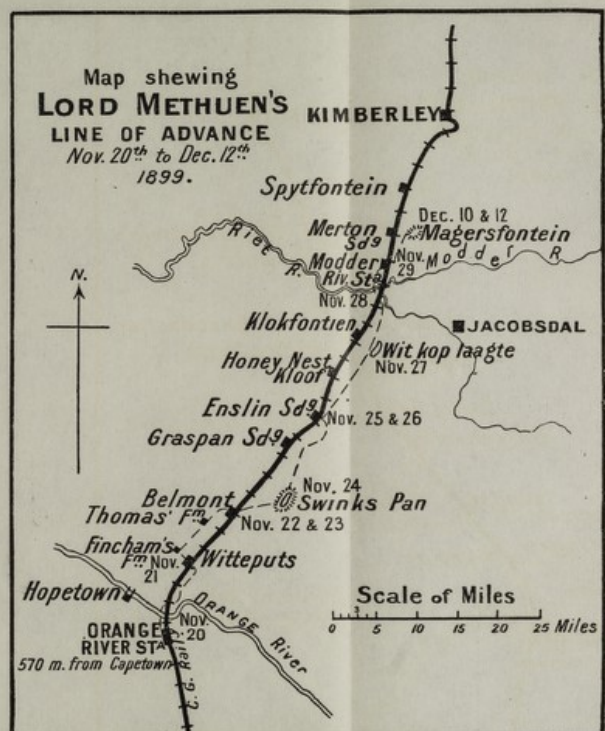 Map shewing
LORD METHUEN'S
LINE OF ADVANCE
Nov. 20th to Dec. 12th
1899.
KIMBERLEY
Spytfontein
Dec. 10 & 12
Merton
Sdg
Magersfontein
Riet R.
Modder R.
Modder
Riv. Sta
Nov.
29
Nov. 28
N.
Klokfontien
JACOBSDAL
Wit kop laagte
Nov. 27
Honey Nest
Kloof
Enslin Sdg
Nov. 25 & 26
Graspan Sdg
Nov. 24
Swinks Pan
Belmont
Thomas' Fm
Nov. 22 & 23
Fincham's
Fm Nov.
21
Witteputs
Hopetown
Scale of Miles
3
0 5 10 15 20 25 Miles
Orange River
Nov.
20
ORANGE
RIVER STA
570 m. from Capetown
C.G. Rail'y